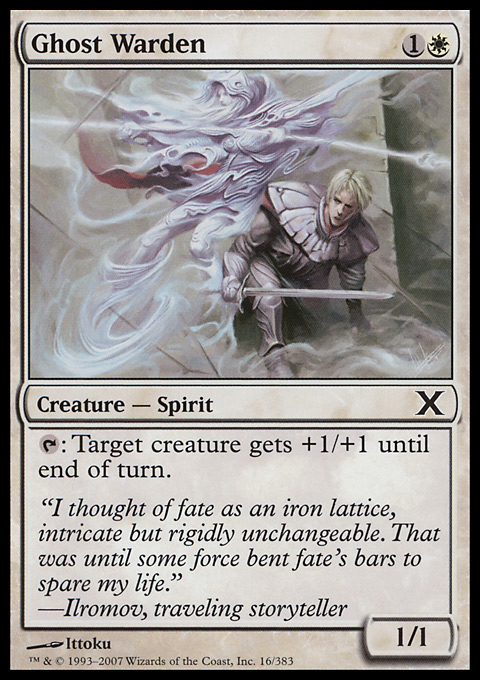 Ghost Warden 1
Creature — Spirit X
: Target creature gets +1/+1 until
end of turn.
“I thought of fate as an iron lattice,
intricate but rigidly unchangeable. That
was until some force bent fate’s bars to
spare my life.”
—Ilromov, traveling storyteller
Ittoku
1/1
™ & © 1993–2007 Wizards of the Coast, Inc. 16/383